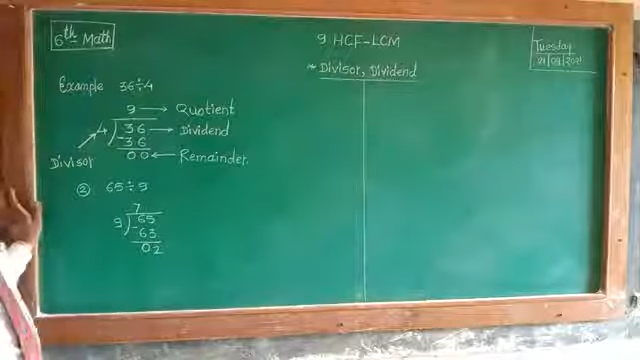 6th Math
9 HCF-LCM
Tuesday
21/09/2021
* Divisor, Dividend
Example 36÷4
9 → Quotient
4 ) 36 → Dividend
-36
00 ← Remainder
Divisor
② 65÷9
7
9 ) 65
-63
02